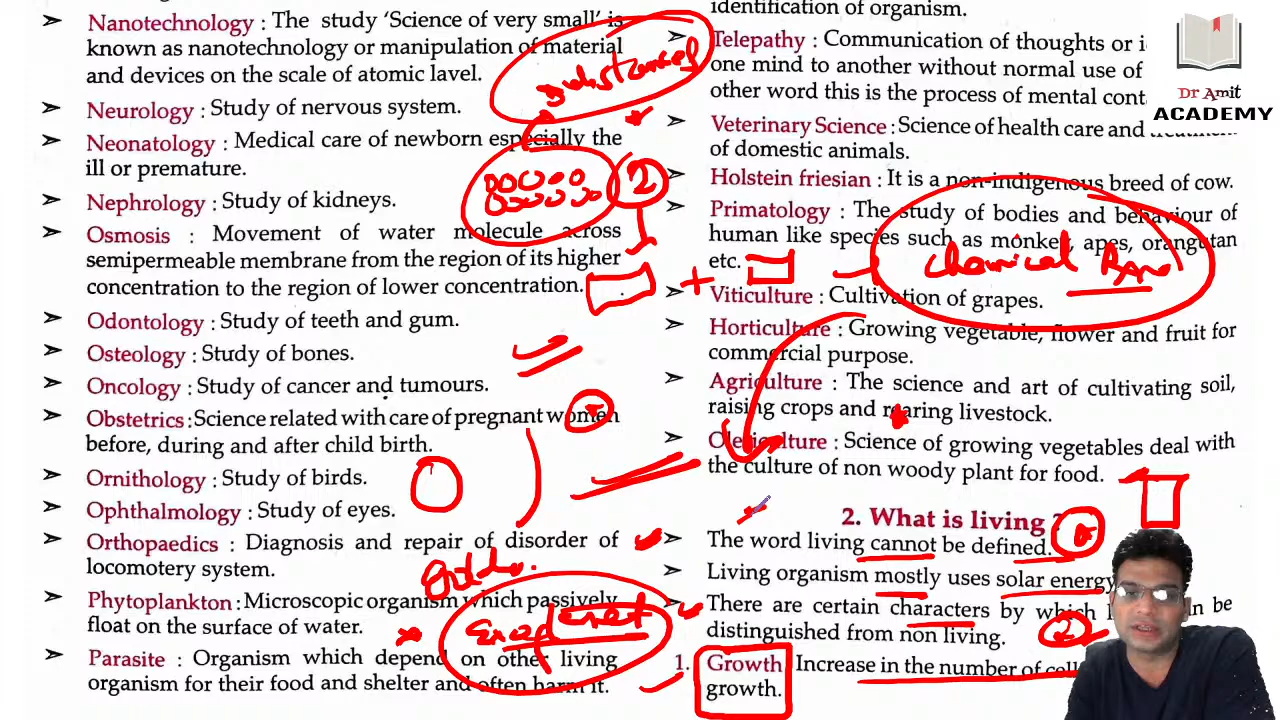 Nanotechnology : The study 'Science of very small' is
known as nanotechnology or manipulation of material
and devices on the scale of atomic lavel.
Neurology : Study of nervous system.
Neonatology : Medical care of newborn especially the
ill or premature.
Nephrology : Study of kidneys.
Osmosis : Movement of water molecule across
semipermeable membrane from the region of its higher
concentration to the region of lower concentration.
Odontology : Study of teeth and gum.
Osteology : Study of bones.
Oncology : Study of cancer and tumours.
Obstetrics : Science related with care of pregnant women
before, during and after child birth.
Ornithology : Study of birds.
Ophthalmology : Study of eyes.
Orthopaedics : Diagnosis and repair of disorder of
locomotery system.
Phytoplankton : Microscopic organism which passively
float on the surface of water.
Parasite : Organism which depend on other living
organism for their food and shelter and often harm it.
identification of organism.
Telepathy : Communication of thoughts or
one mind to another without normal use of
other word this is the process of mental
Veterinary Science : Science of health care and treatment
of domestic animals.
Holstein friesian : It is a non-indigenous breed of cow.
Primatology : The study of bodies and behaviour of
human like species such as monkey, apes, orangutan
etc.
Viticulture : Cultivation of grapes.
Horticulture : Growing vegetable, flower and fruit for
commercial purpose.
Agriculture : The science and art of cultivating soil,
raising crops and rearing livestock.
Olericulture : Science of growing vegetables deal with
the culture of non woody plant for food.
2. What is living ?
The word living cannot be defined.
Living organism mostly uses solar energy
There are certain characters by which be
distinguished from non living.
1. Growth Increase in the number of
growth.
substances
2
chemical
2
Dr Amit
ACADEMY